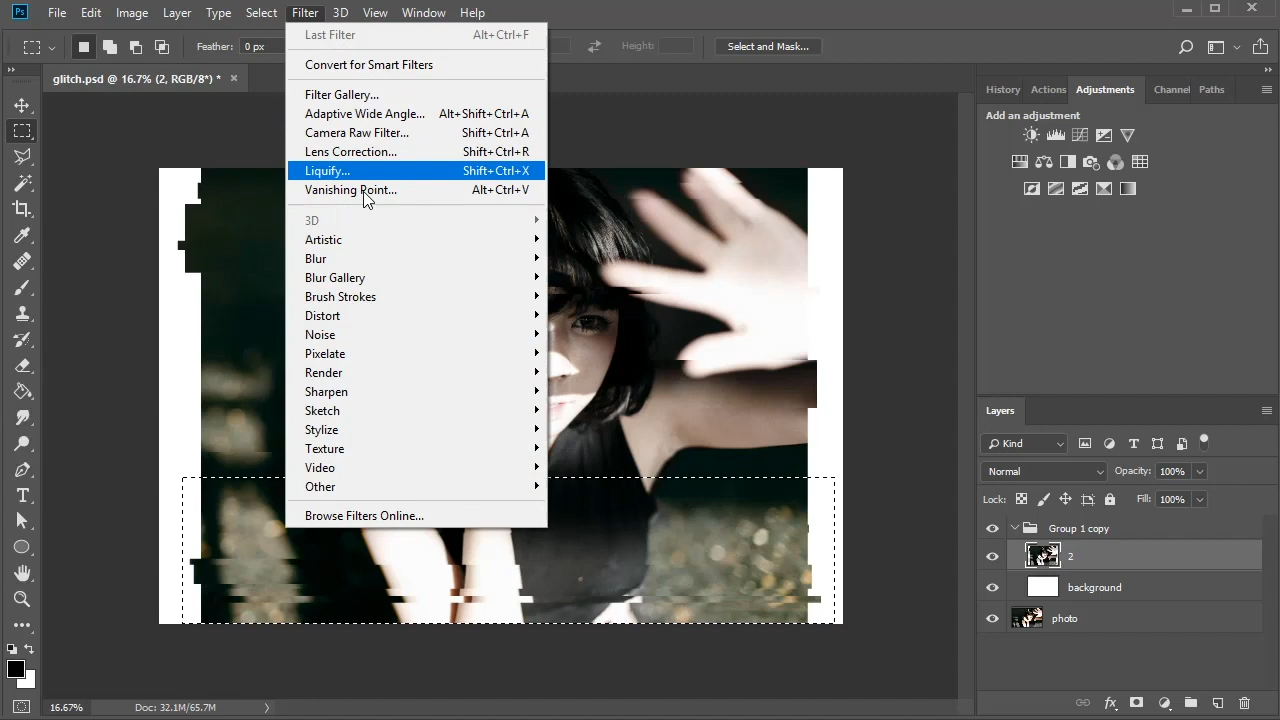 Ps File Edit Image Layer Type Select Filter 3D View Window Help
Feather: 0 px Height: Select and Mask...
glitch.psd @ 16.7% (2, RGB/8*) *
Last Filter Alt+Ctrl+F
Convert for Smart Filters
Filter Gallery...
Adaptive Wide Angle... Alt+Shift+Ctrl+A
Camera Raw Filter... Shift+Ctrl+A
Lens Correction... Shift+Ctrl+R
Liquify... Shift+Ctrl+X
Vanishing Point... Alt+Ctrl+V
3D
Artistic
Blur
Blur Gallery
Brush Strokes
Distort
Noise
Pixelate
Render
Sharpen
Sketch
Stylize
Texture
Video
Other
Browse Filters Online...
History Actions Adjustments Channel Paths
Add an adjustment
Layers
Kind
Normal Opacity: 100%
Lock: Fill: 100%
Group 1 copy
2
background
photo
16.67% Doc: 32.1M/65.7M